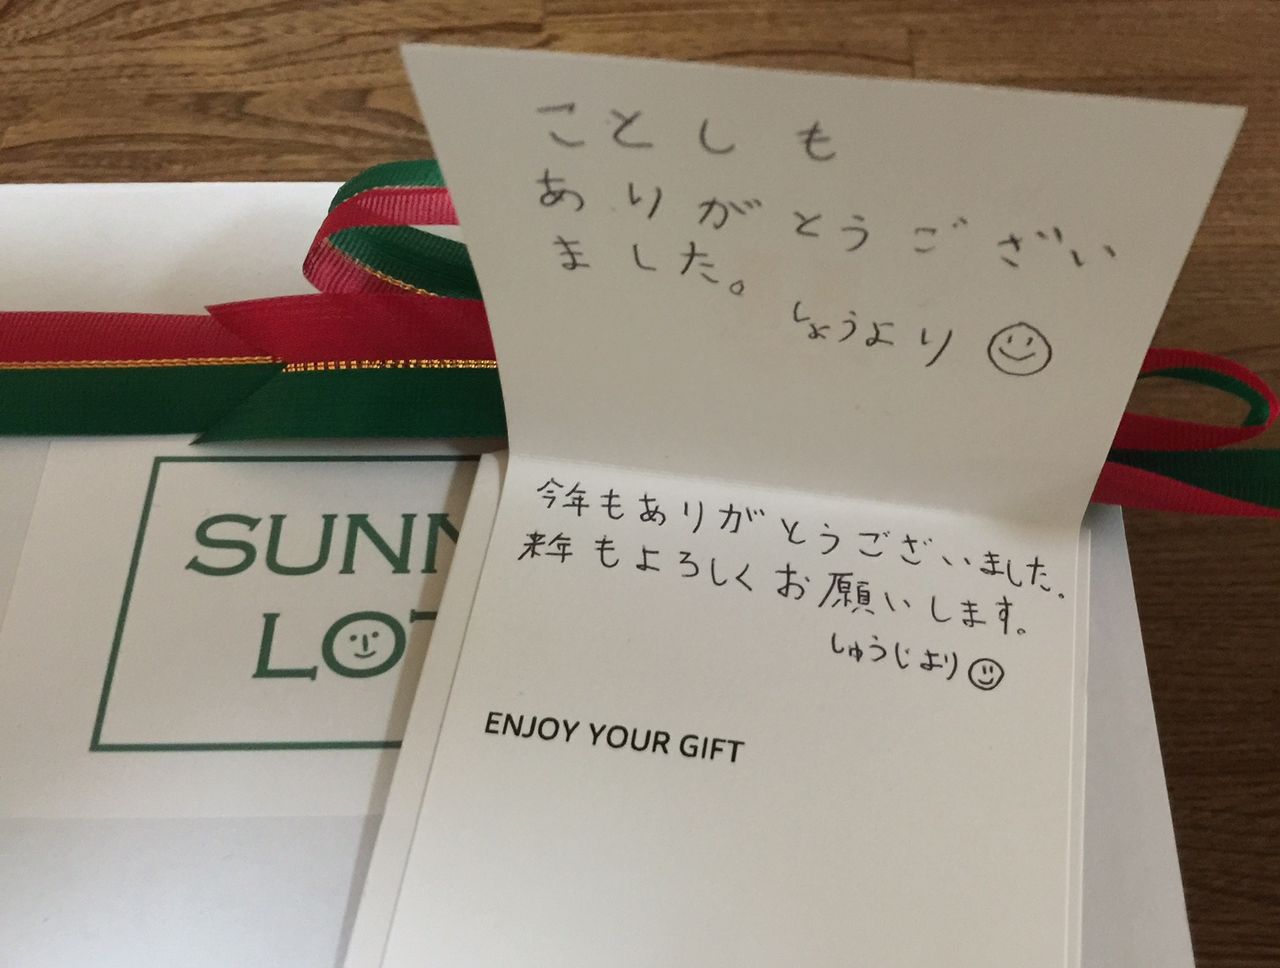 ことしも
ありがとうござい
ました。
しょうより
今年もありがとうございました。
来年もよろしくお願いします。
しゅうじより
ENJOY YOUR GIFT
SUNN
LOT